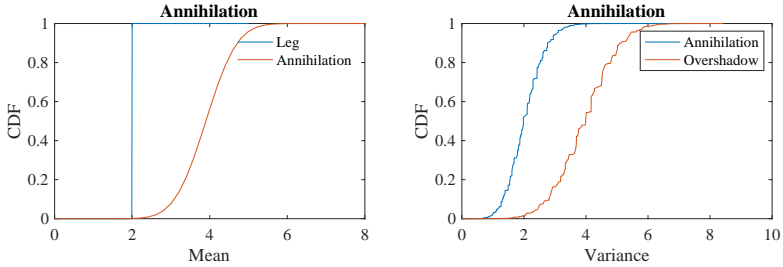 Annihilation
1
0.8
0.6
0.4
0.2
0
CDF
0 2 4 6 8
Mean
Leg
Annihilation
Annihilation
1
0.8
0.6
0.4
0.2
0
CDF
0 2 4 6 8 10
Variance
Annihilation
Overshadow